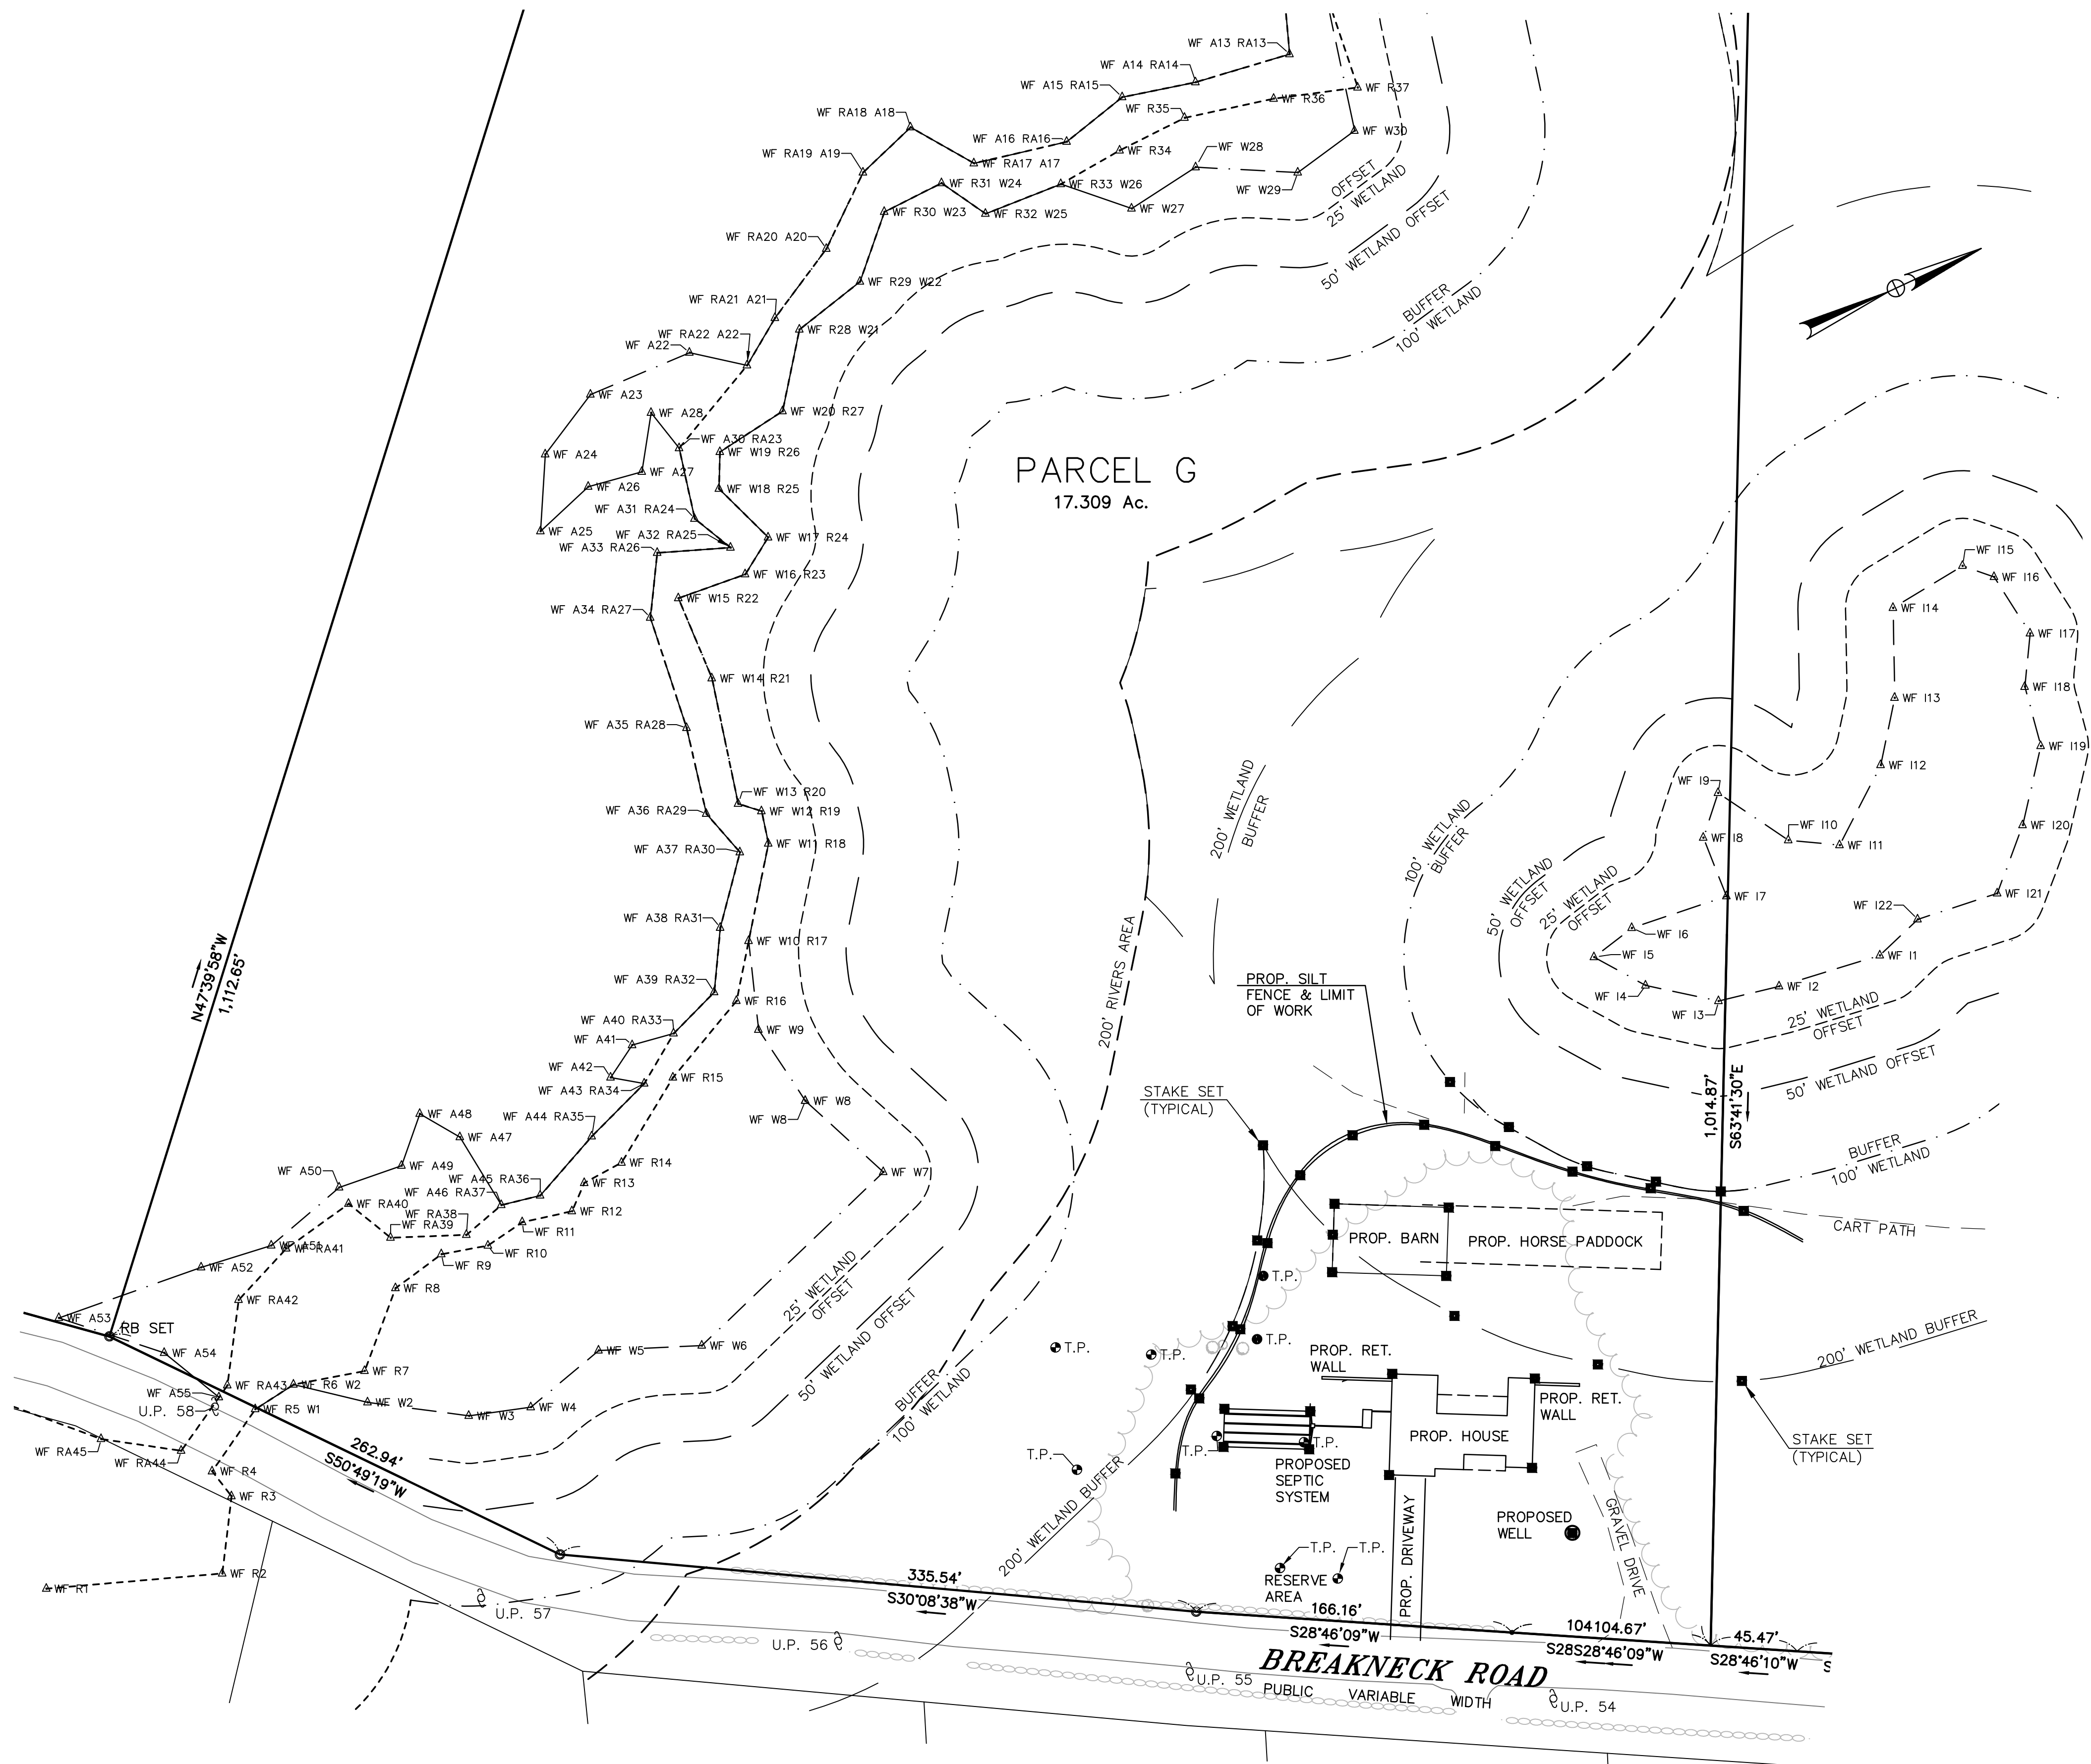 WF A13 RA13
WF A14 RA14
WF A15 RA15
WF R37
WF R36
WF R35
WF RA18 A18
WF W30
WF A16 RA16
WF R34
WF W28
WF RA19 A19
WF RA17 A17
WF W29
WF R31 W24
WF R33 W26
WF R30 W23
WF R32 W25
WF W27
OFFSET
25' WETLAND
50' WETLAND OFFSET
WF RA20 A20
WF R29 W22
BUFFER
100' WETLAND
WF RA21 A21
WF R28 W21
WF RA22 A22
WF A22
WF A23
WF A28
WF W20 R27
WF A30 RA23
WF W19 R26
WF A24
WF A27
WF A26
WF W18 R25
PARCEL G
17.309 Ac.
WF A31 RA24
WF A25
WF A32 RA25
WF W17 R24
WF A33 RA26
WF W16 R23
WF W15 R22
WF A34 RA27
WF W14 R21
WF A35 RA28
WF W13 R20
WF A36 RA29
WF W12 R19
WF A37 RA30
WF W11 R18
WF A38 RA31
WF W10 R17
WF A39 RA32
WF R16
WF A40 RA33
WF A41
WF W9
WF A42
WF A43 RA34
WF R15
WF W8
WF W8
WF A48
WF A44 RA35
WF A47
WF A49
WF R14
WF W7
WF A50
WF A45 RA36
WF R13
WF A46 RA37
WF RA40
WF R12
WF RA38
WF RA39
WF R11
WF A51
WF RA41
WF R10
WF R9
WF A52
WF R8
WF RA42
WF A53
RB SET
WF A54
WF W5
WF W6
WF R7
WF RA43
WF R6 W2
WF A55
WF W2
U.P. 58
WF R5 W1
WF W3
WF W4
WF RA45
WF RA44
WF R4
WF R3
WF R2
WF R1
N47°39'58"W
1,112.65'
262.94'
S50°49'19"W
25' WETLAND
OFFSET
50' WETLAND OFFSET
BUFFER
100' WETLAND
200' RIVERS AREA
200' WETLAND
BUFFER
100' WETLAND
BUFFER
50' WETLAND
OFFSET
25' WETLAND
OFFSET
WF I15
WF I16
WF I14
WF I17
WF I18
WF I13
WF I19
WF I12
WF I9
WF I20
WF I8
WF I10
WF I11
WF I7
WF I21
WF I22
WF I6
WF I5
WF I1
WF I4
WF I2
WF I3
25' WETLAND
OFFSET
50' WETLAND OFFSET
1,014.87'
S63°41'30"E
BUFFER
100' WETLAND
CART PATH
200' WETLAND BUFFER
PROP. SILT
FENCE & LIMIT
OF WORK
STAKE SET
(TYPICAL)
PROP. BARN
PROP. HORSE PADDOCK
T.P.
T.P.
T.P.
T.P.
PROP. RET.
WALL
PROP. RET.
WALL
PROP. HOUSE
T.P.
T.P.
T.P.
STAKE SET
(TYPICAL)
PROPOSED
SEPTIC
SYSTEM
PROPOSED
WELL
GRAVEL DRIVE
PROP. DRIVEWAY
200' WETLAND BUFFER
T.P.
T.P.
RESERVE
AREA
335.54'
S30°08'38"W
166.16'
S28°46'09"W
104104.67'
S28S28°46'09"W
45.47'
S28°46'10"W
S
U.P. 57
U.P. 56
U.P. 55
U.P. 54
BREAKNECK ROAD
PUBLIC VARIABLE WIDTH